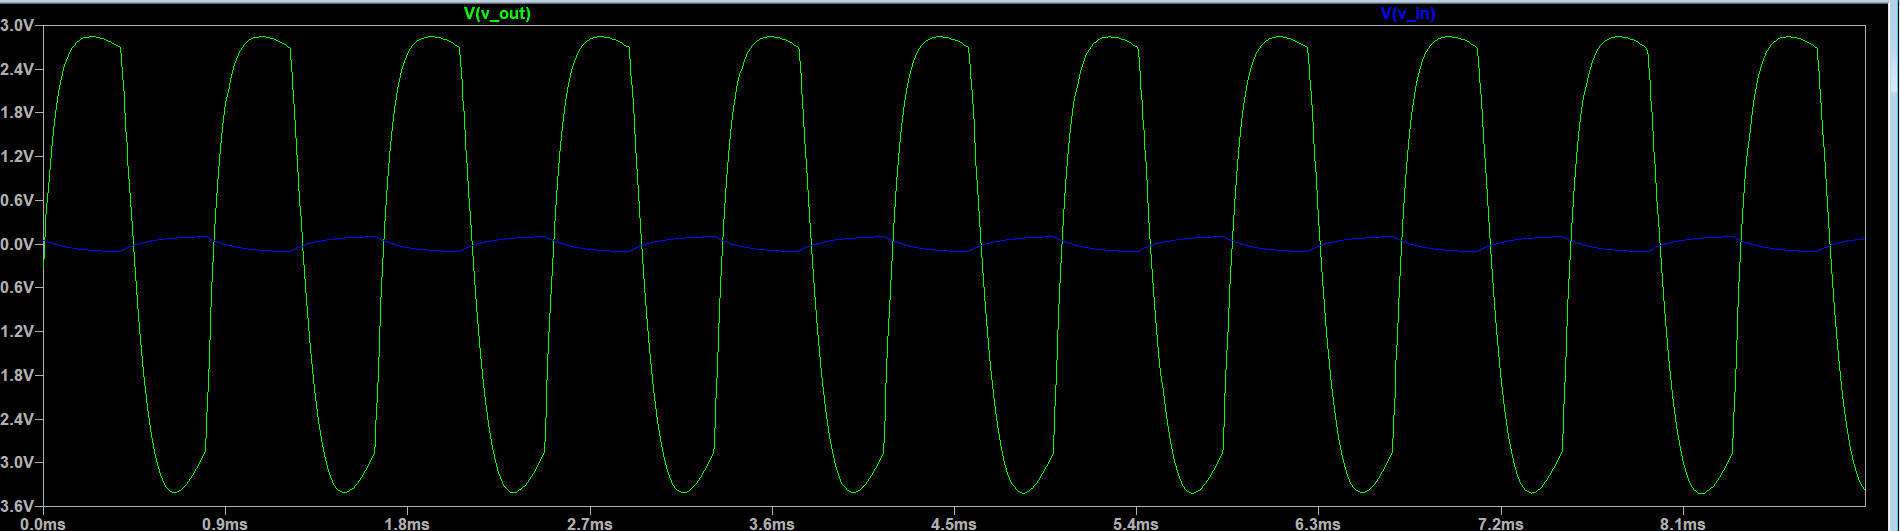 V(v_out) V(v_in)
3.0V
2.4V
1.8V
1.2V
0.6V
0.0V
0.6V
1.2V
1.8V
2.4V
3.0V
3.6V
0.0ms 0.9ms 1.8ms 2.7ms 3.6ms 4.5ms 5.4ms 6.3ms 7.2ms 8.1ms